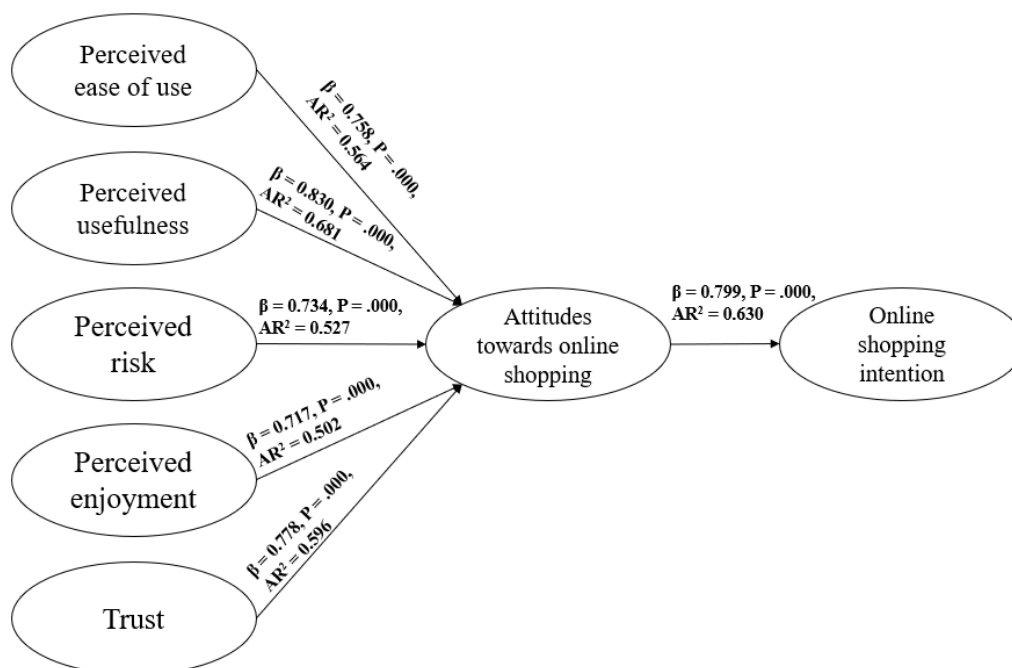 Perceived
ease of use
β = 0.758, P = .000,
AR² = 0.564
Perceived
usefulness
β = 0.830, P = .000,
AR² = 0.681
Perceived
risk
β = 0.734, P = .000,
AR² = 0.527
Attitudes
towards online
shopping
β = 0.799, P = .000,
AR² = 0.630
Online
shopping
intention
Perceived
enjoyment
β = 0.717, P = .000,
AR² = 0.502
Trust
β = 0.778, P = .000,
AR² = 0.596